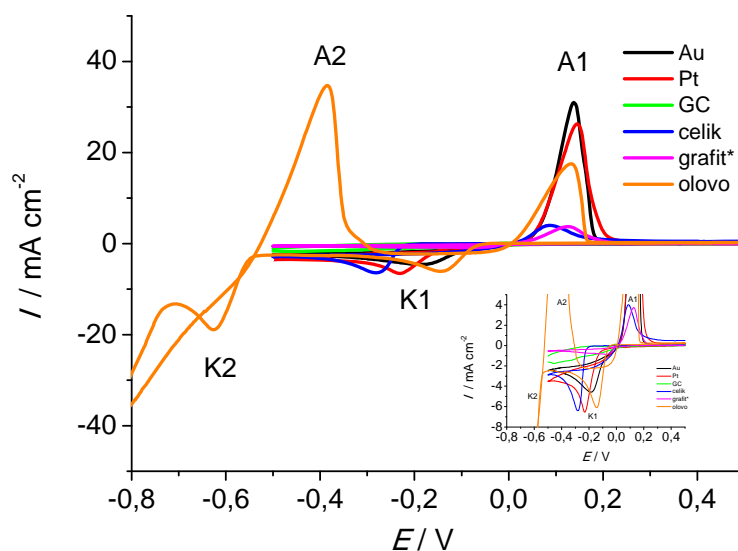 I / mA cm-2
40
20
0
-20
-40
A2
A1
K1
K2
Au
Pt
GC
celik
grafit*
olovo
-0,8
-0,6
-0,4
-0,2
0,0
0,2
0,4
E / V
I / mA cm-2
4
2
0
-2
-4
-6
-8
A2
A1
K2
K1
Au
Pt
GC
celik
grafit*
olovo
-0,8
-0,6
-0,4
-0,2
0,0
0,2
0,4
E / V